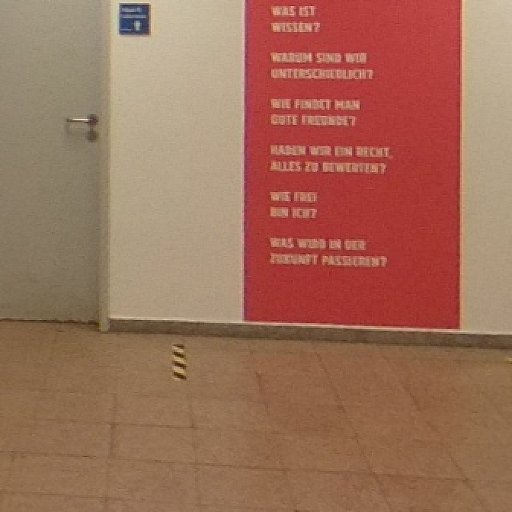 WAS IST
WISSEN?
WARUM SIND WIR
UNTERSCHIEDLICH?
WIE FINDET MAN
GUTE FREUNDE?
HABEN WIR EIN RECHT,
ALLES ZU BEWERTEN?
WIE FREI
BIN ICH?
WAS WIRD IN DER
ZUKUNFT PASSIEREN?